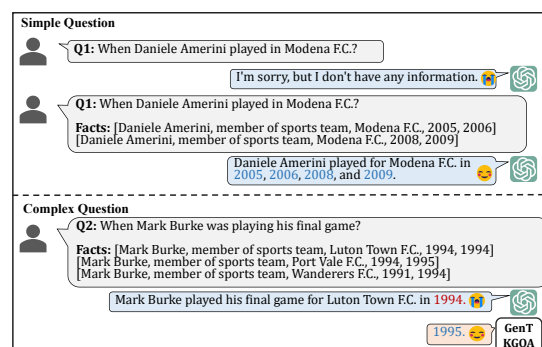 Simple Question
Q1: When Daniele Amerini played in Modena F.C.?
I'm sorry, but I don't have any information.
Q1: When Daniele Amerini played in Modena F.C.?
Facts: [Daniele Amerini, member of sports team, Modena F.C., 2005, 2006]
[Daniele Amerini, member of sports team, Modena F.C., 2008, 2009]
Daniele Amerini played for Modena F.C. in
2005, 2006, 2008, and 2009.
Complex Question
Q2: When Mark Burke was playing his final game?
Facts: [Mark Burke, member of sports team, Luton Town F.C., 1994, 1994]
[Mark Burke, member of sports team, Port Vale F.C., 1994, 1995]
[Mark Burke, member of sports team, Wanderers F.C., 1991, 1994]
Mark Burke played his final game for Luton Town F.C. in 1994.
1995.
GenT
KGQA